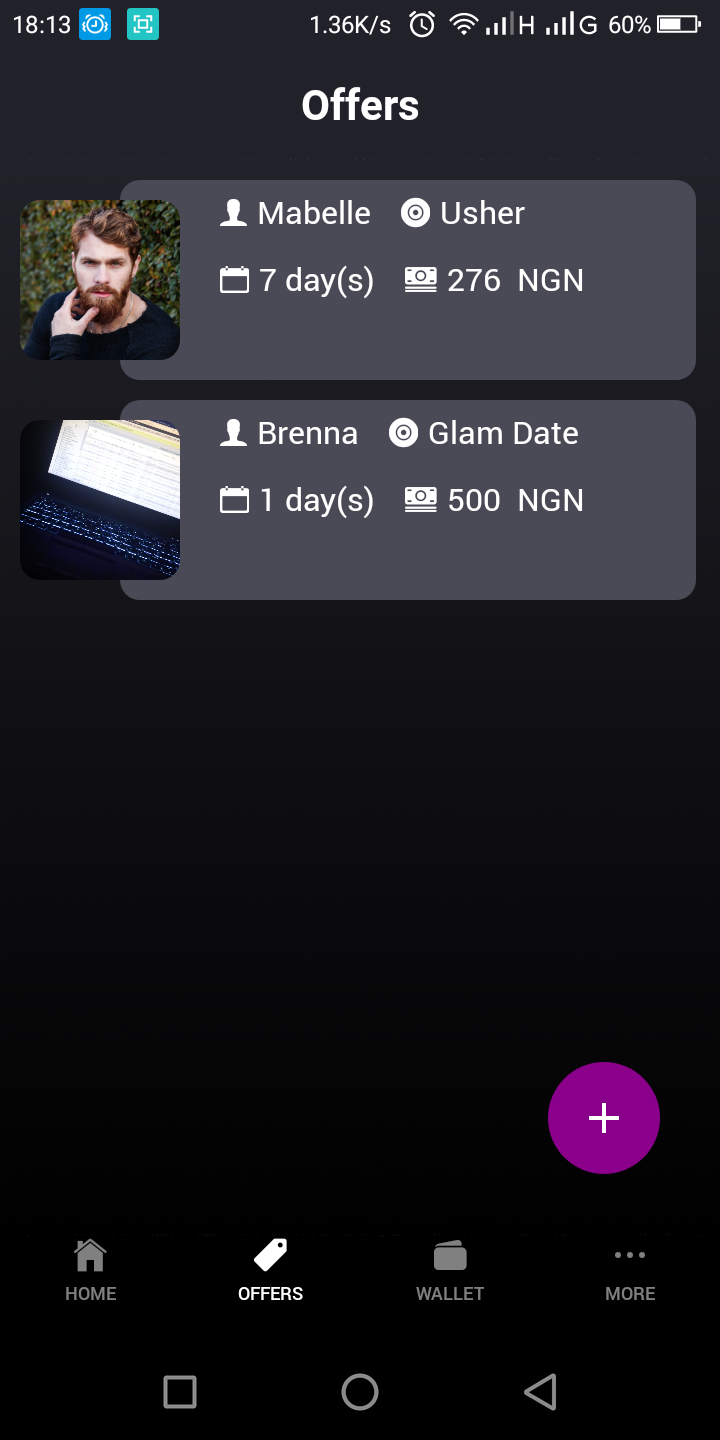 18:13 1.36K/s H G 60%
Offers
Mabelle Usher
7 day(s) 276 NGN
Brenna Glam Date
1 day(s) 500 NGN
HOME OFFERS WALLET MORE